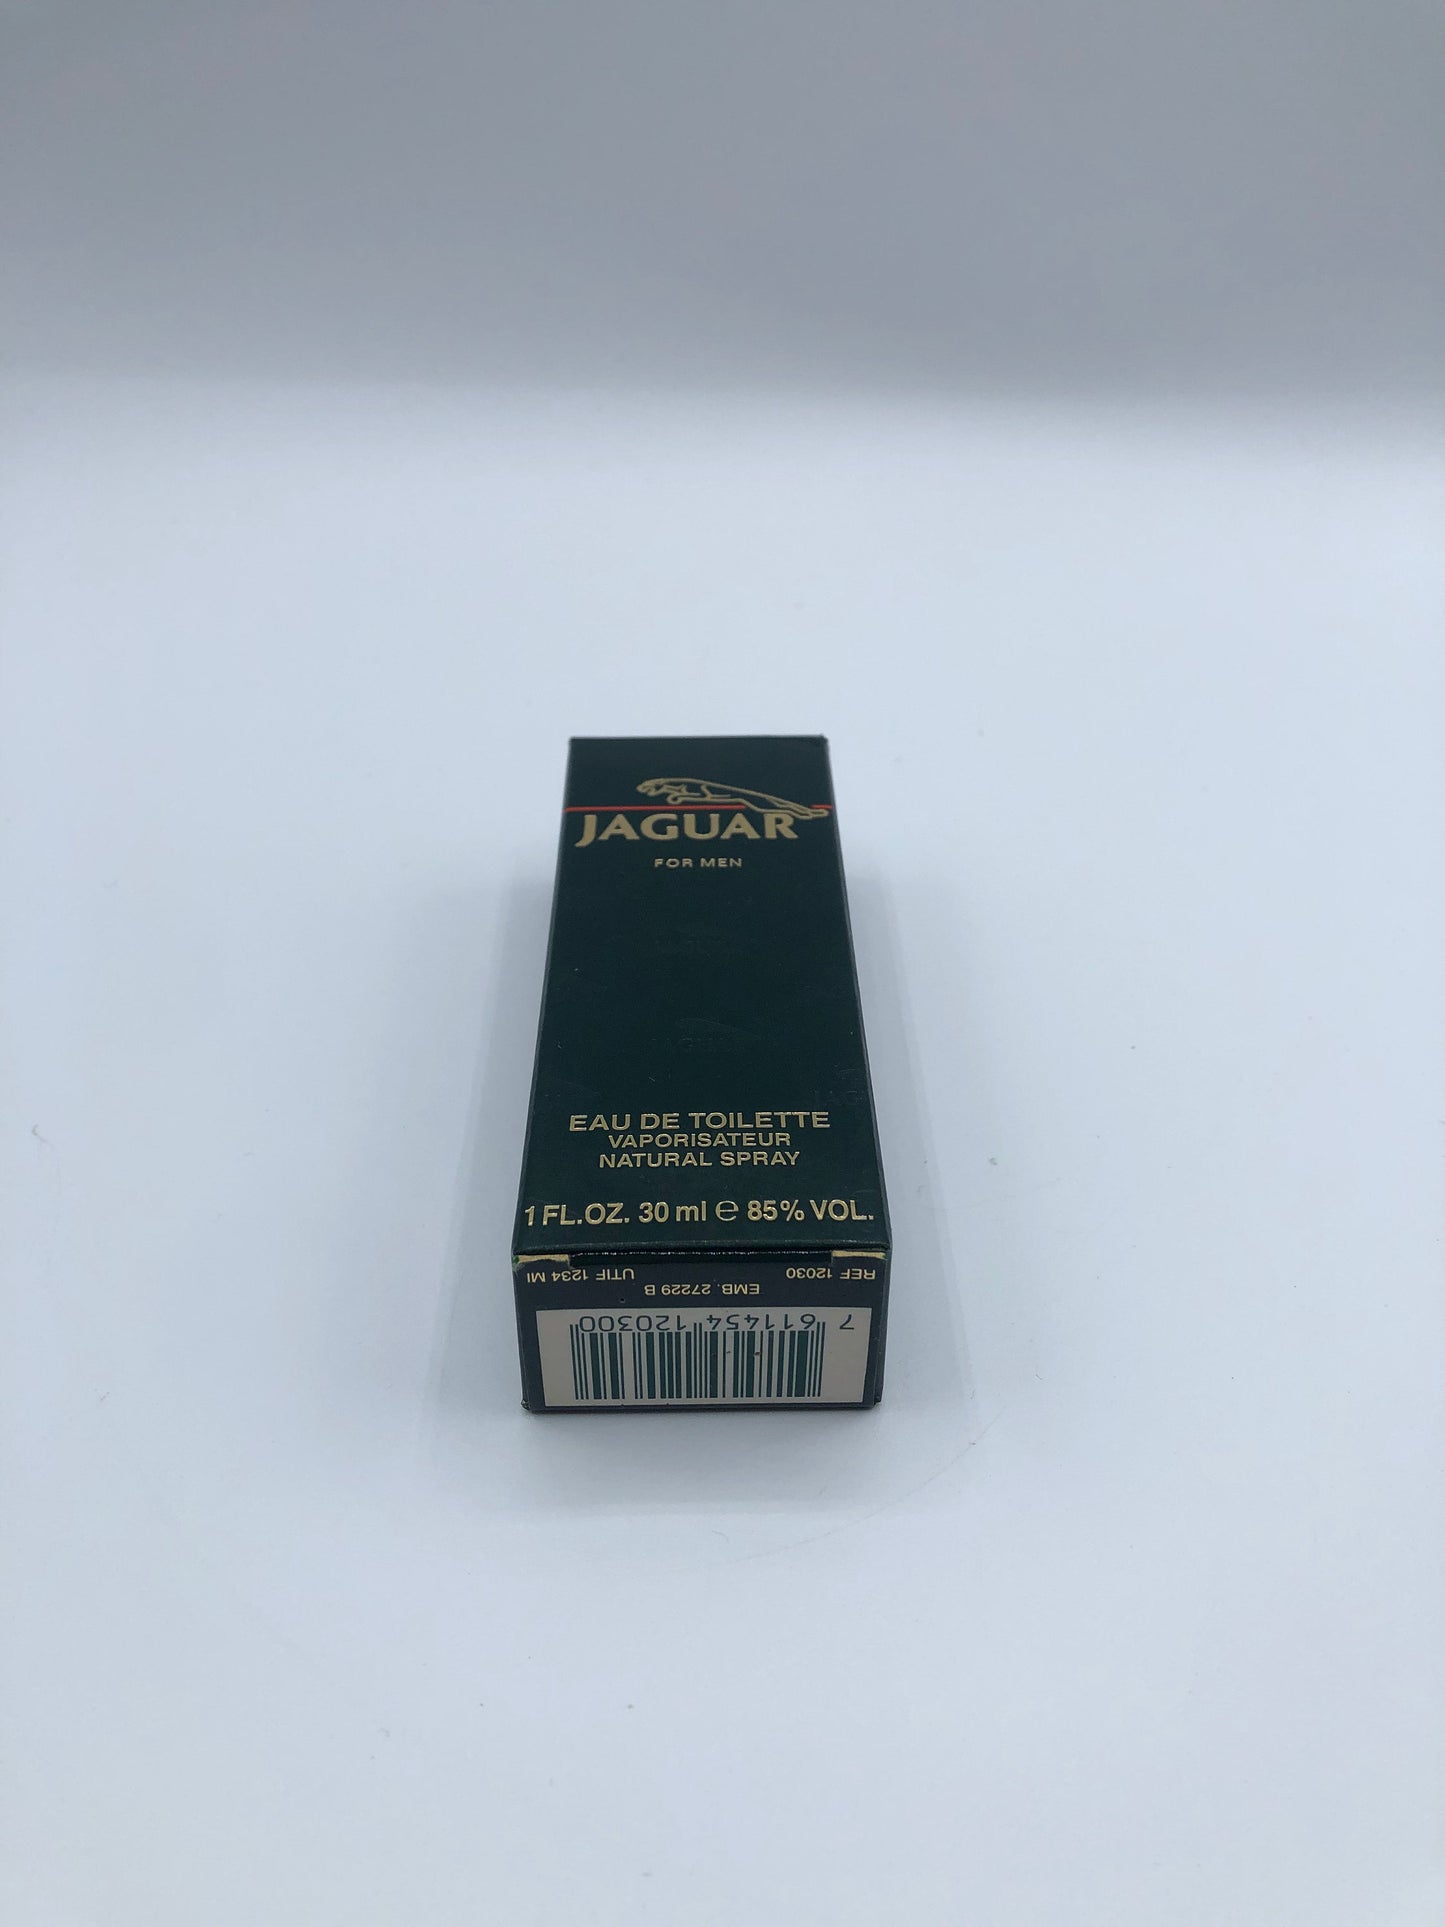 JAGUAR
FOR MEN
EAU DE TOILETTE
VAPORISATEUR
NATURAL SPRAY
1 FL.OZ. 30 ml ℮ 85% VOL.
REF 12030
EMB. 27229 B
UTIF 1234 MI
7 611454 120300